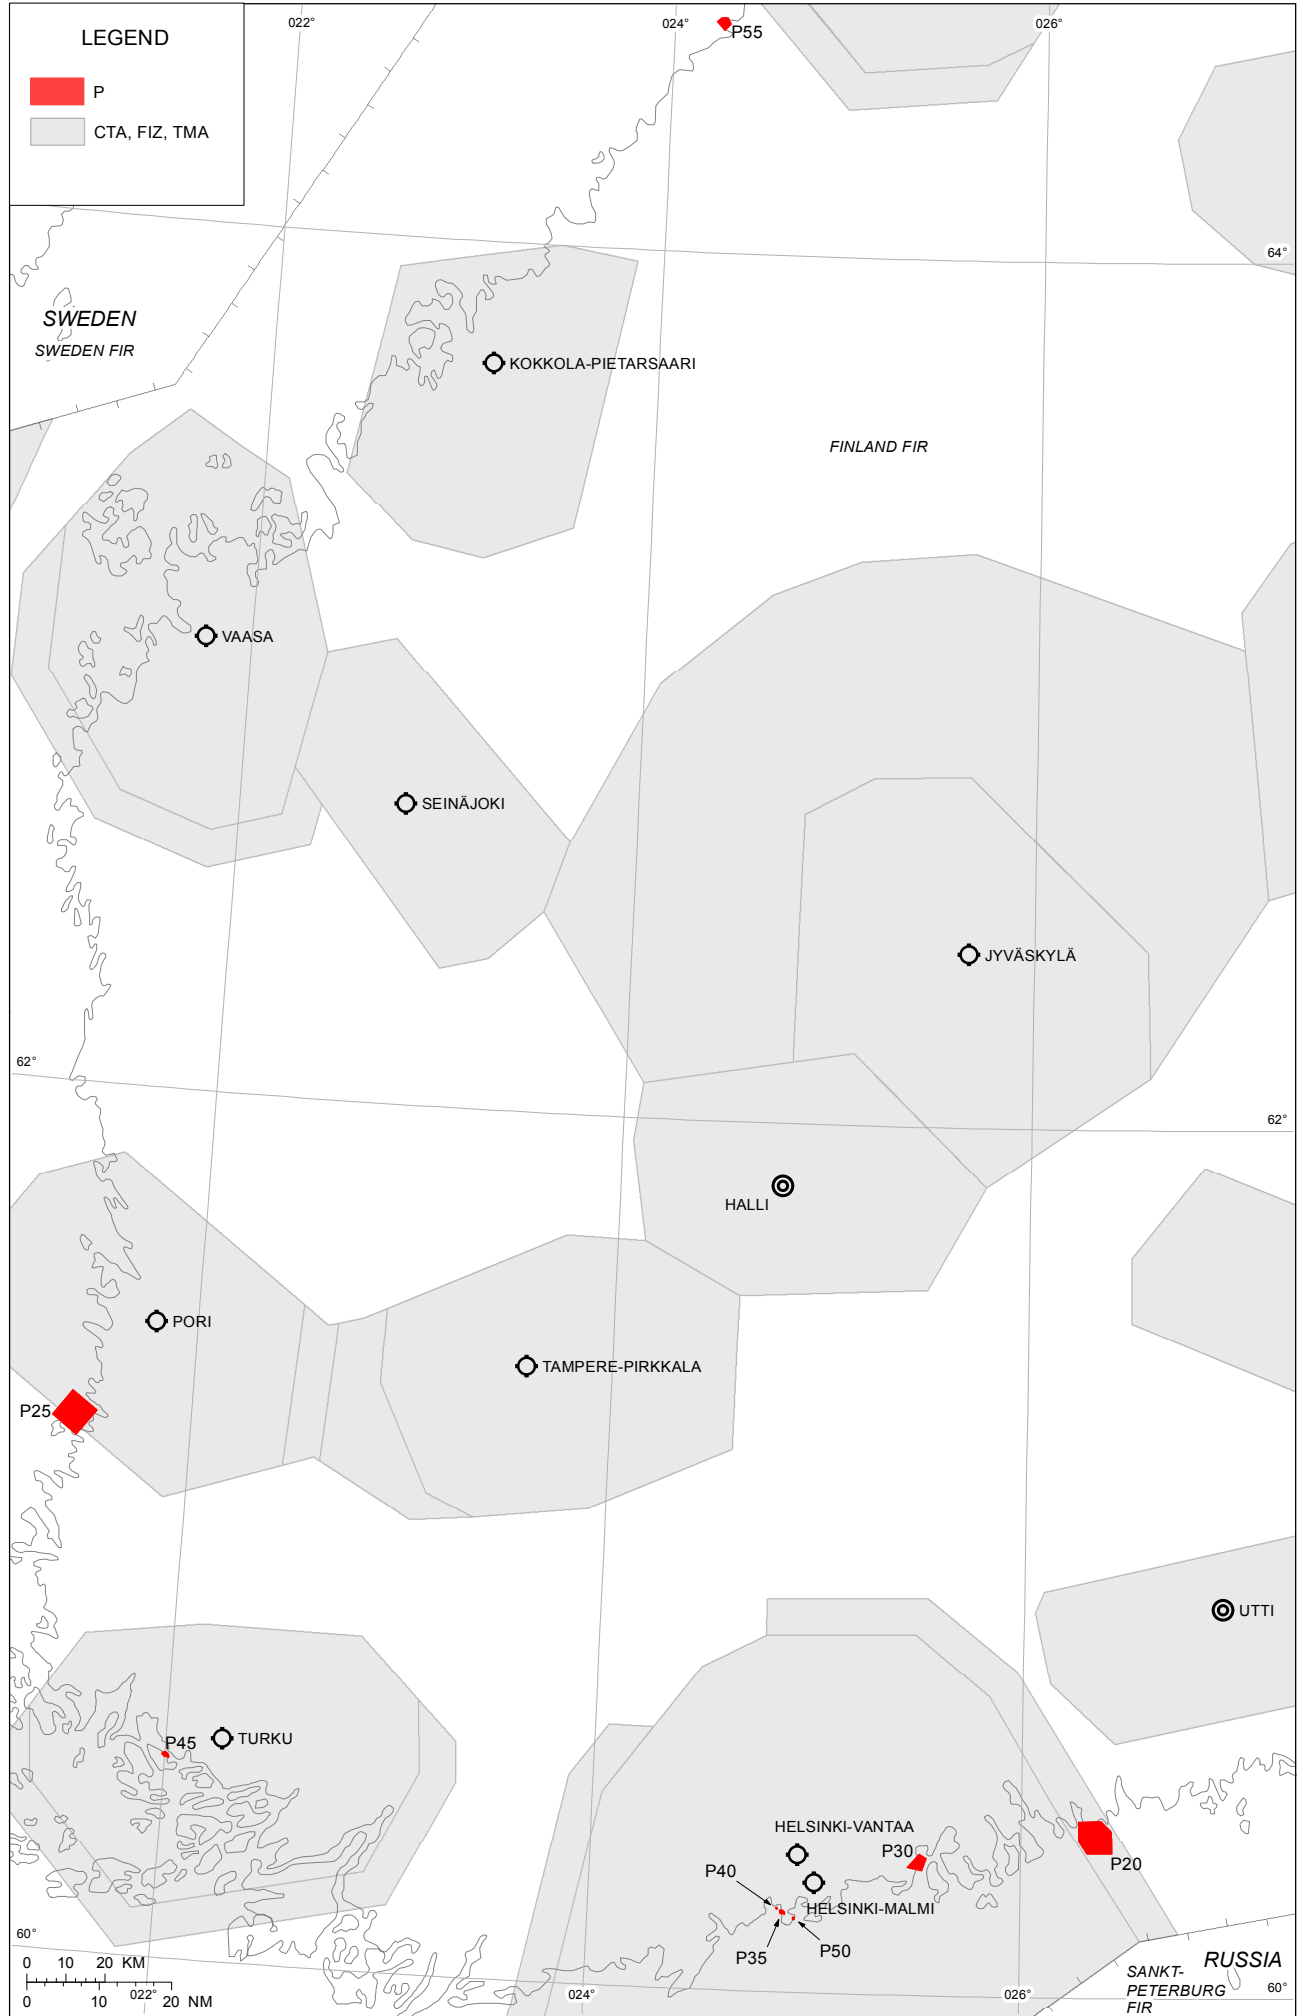 022°
024°
026°
LEGEND
P55
P
CTA, FIZ, TMA
64°
SWEDEN
SWEDEN FIR
KOKKOLA-PIETARSAARI
FINLAND FIR
VAASA
SEINÄJOKI
JYVÄSKYLÄ
62°
62°
HALLI
PORI
TAMPERE-PIRKKALA
P25
UTTI
TURKU
P45
HELSINKI-VANTAA
P30
P20
P40
HELSINKI-MALMI
P35
P50
60°
RUSSIA
SANKT-
PETERBURG
FIR
60°
0 10 20 KM
0 10 20 NM
022°
024°
026°